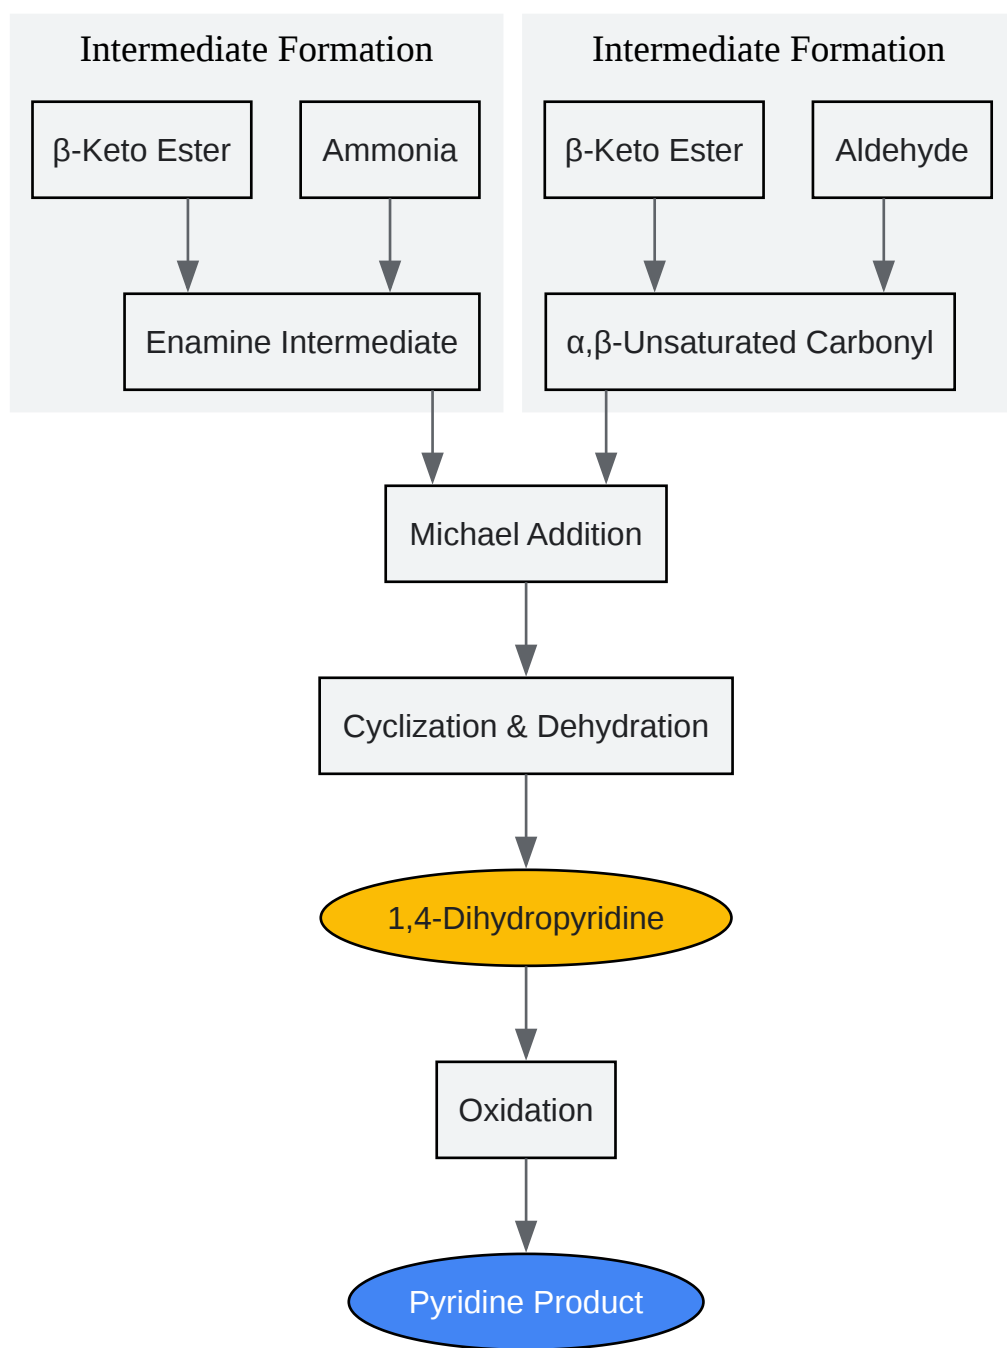 Intermediate Formation
Intermediate Formation
β-Keto Ester
Ammonia
β-Keto Ester
Aldehyde
Enamine Intermediate
α,β-Unsaturated Carbonyl
Michael Addition
Cyclization & Dehydration
1,4-Dihydropyridine
Oxidation
Pyridine Product